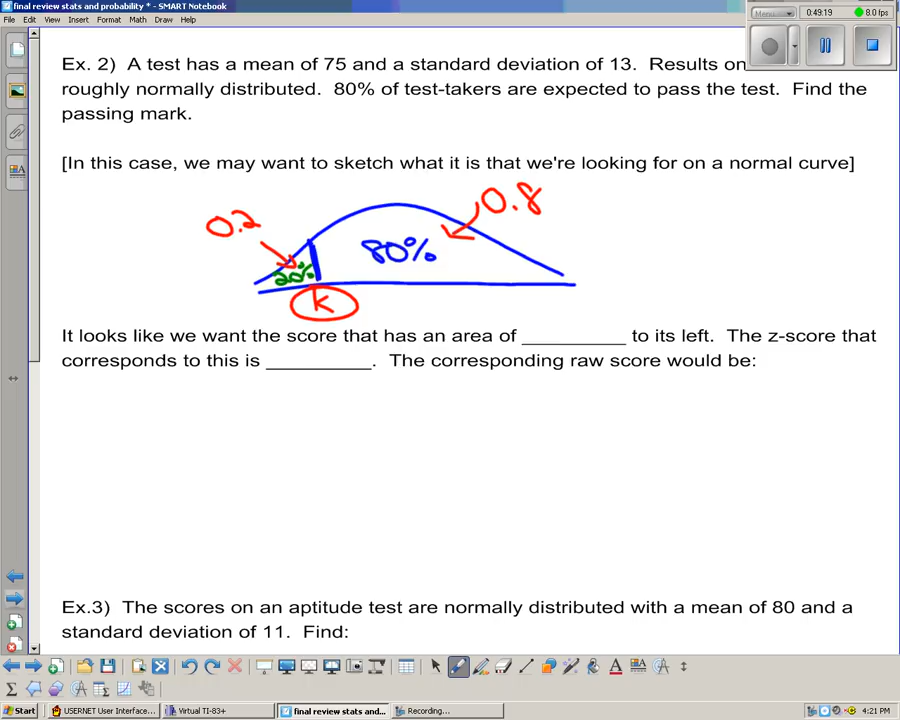 final review stats and probability * - SMART Notebook
File Edit View Insert Format Math Draw Help
Menu
0:49:19
8.0 fps
Ex. 2) A test has a mean of 75 and a standard deviation of 13. Results on
roughly normally distributed. 80% of test-takers are expected to pass the test. Find the
passing mark.
[In this case, we may want to sketch what it is that we're looking for on a normal curve]
0.2
0.8
80%
20%
K
It looks like we want the score that has an area of __________ to its left. The z-score that
corresponds to this is __________. The corresponding raw score would be:
Ex.3) The scores on an aptitude test are normally distributed with a mean of 80 and a
standard deviation of 11. Find:
Start
USERNET User Interface...
Virtual TI-83+
final review stats and...
Recording...
4:21 PM